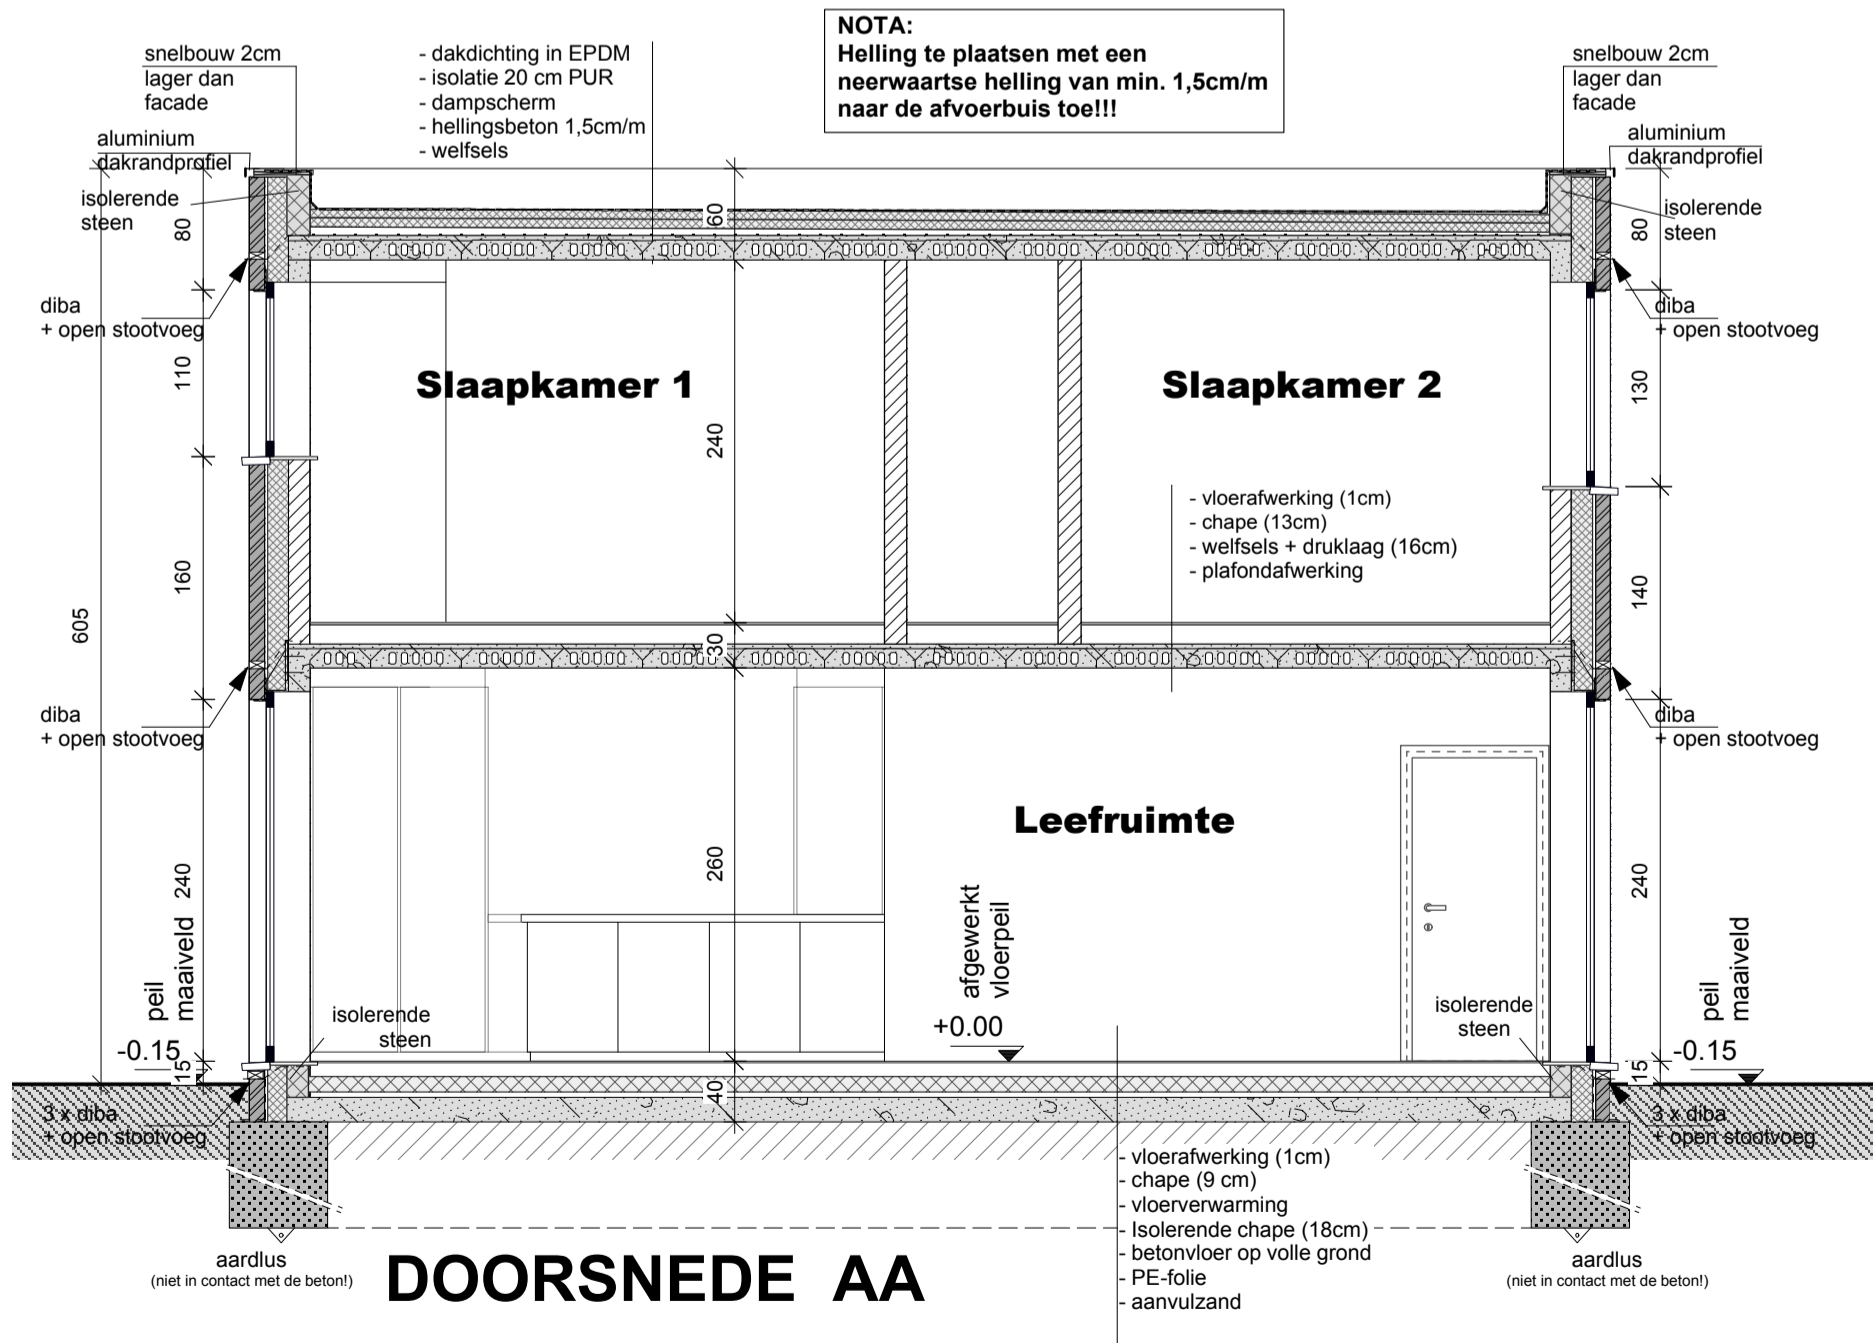 NOTA:
Helling te plaatsen met een
neerwaartse helling van min. 1,5cm/m
naar de afvoerbuis toe!!!
snelbouw 2cm
lager dan
facade
- dakdichting in EPDM
- isolatie 20 cm PUR
- dampscherm
- hellingsbeton 1,5cm/m
- welfsels
snelbouw 2cm
lager dan
facade
aluminium
dakrandprofiel
aluminium
dakrandprofiel
isolerende
steen
isolerende
steen
80
60
80
diba
+ open stootvoeg
diba
+ open stootvoeg
110
Slaapkamer 1
240
Slaapkamer 2
130
- vloerafwerking (1cm)
- chape (13cm)
- welfsels + druklaag (16cm)
- plafondafwerking
605
160
140
30
diba
+ open stootvoeg
diba
+ open stootvoeg
Leefruimte
240
260
240
peil
maaiveld
-0.15
afgewerkt
vloerpeil
+0.00
peil
maaiveld
-0.15
isolerende
steen
isolerende
steen
15
40
15
3 x diba
+ open stootvoeg
3 x diba
+ open stootvoeg
- vloerafwerking (1cm)
- chape (9 cm)
- vloerverwarming
- Isolerende chape (18cm)
- betonvloer op volle grond
- PE-folie
- aanvulzand
aardlus
(niet in contact met de beton!)
DOORSNEDE AA
aardlus
(niet in contact met de beton!)